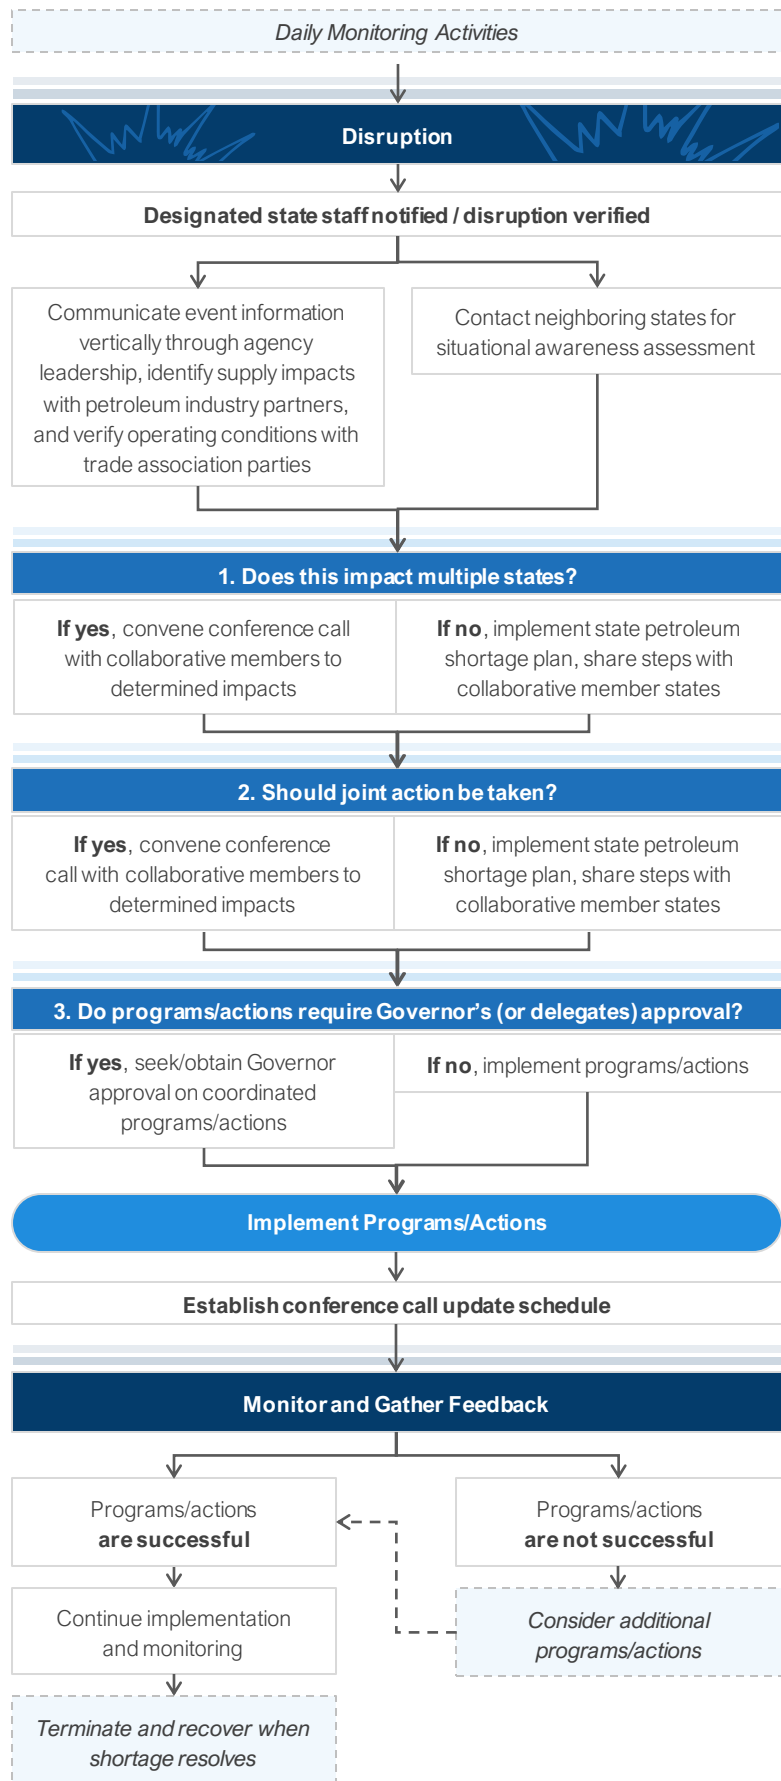 Daily Monitoring Activities
Disruption
Designated state staff notified / disruption verified
Communicate event information
vertically through agency
leadership, identify supply impacts
with petroleum industry partners,
and verify operating conditions with
trade association parties
Contact neighboring states for
situational awareness assessment
1. Does this impact multiple states?
If yes, convene conference call
with collaborative members to
determined impacts
If no, implement state petroleum
shortage plan, share steps with
collaborative member states
2. Should joint action be taken?
If yes, convene conference
call with collaborative members to
determined impacts
If no, implement state petroleum
shortage plan, share steps with
collaborative member states
3. Do programs/actions require Governor's (or delegates) approval?
If yes, seek/obtain Governor
approval on coordinated
programs/actions
If no, implement programs/actions
Implement Programs/Actions
Establish conference call update schedule
Monitor and Gather Feedback
Programs/actions
are successful
Programs/actions
are not successful
Continue implementation
and monitoring
Consider additional
programs/actions
Terminate and recover when
shortage resolves